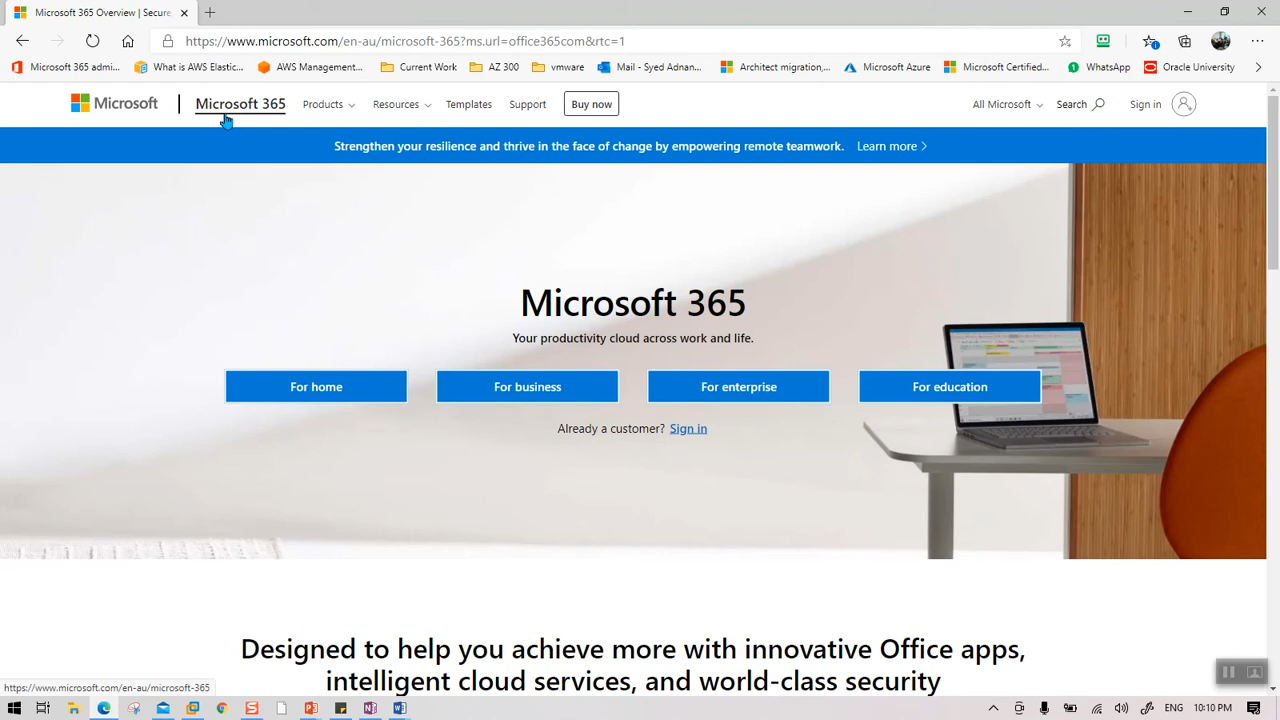 Microsoft 365 Overview | Secure
https://www.microsoft.com/en-au/microsoft-365?ms.url=office365com&rtc=1
Microsoft 365 admi...
What is AWS Elastic...
AWS Management...
Current Work
AZ 300
vmware
Mail - Syed Adnan...
Architect migration,...
Microsoft Azure
Microsoft Certified...
WhatsApp
Oracle University
Microsoft
Microsoft 365
Products
Resources
Templates
Support
Buy now
All Microsoft
Search
Sign in
Strengthen your resilience and thrive in the face of change by empowering remote teamwork. Learn more
Microsoft 365
Your productivity cloud across work and life.
For home
For business
For enterprise
For education
Already a customer? Sign in
Designed to help you achieve more with innovative Office apps,
intelligent cloud services, and world-class security
https://www.microsoft.com/en-au/microsoft-365
ENG
10:10 PM